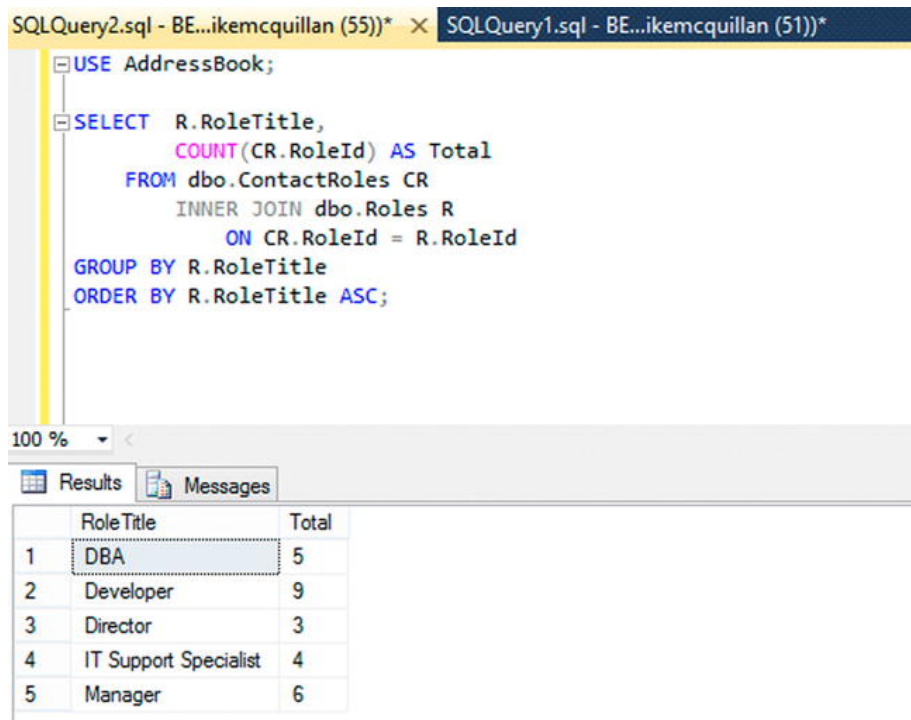 SQLQuery2.sql - BE...ikemcquillan (55))* SQLQuery1.sql - BE...ikemcquillan (51))*
USE AddressBook;
SELECT R.RoleTitle,
COUNT(CR.RoleId) AS Total
FROM dbo.ContactRoles CR
INNER JOIN dbo.Roles R
ON CR.RoleId = R.RoleId
GROUP BY R.RoleTitle
ORDER BY R.RoleTitle ASC;
100 %
Results Messages
RoleTitle Total
1 DBA 5
2 Developer 9
3 Director 3
4 IT Support Specialist 4
5 Manager 6